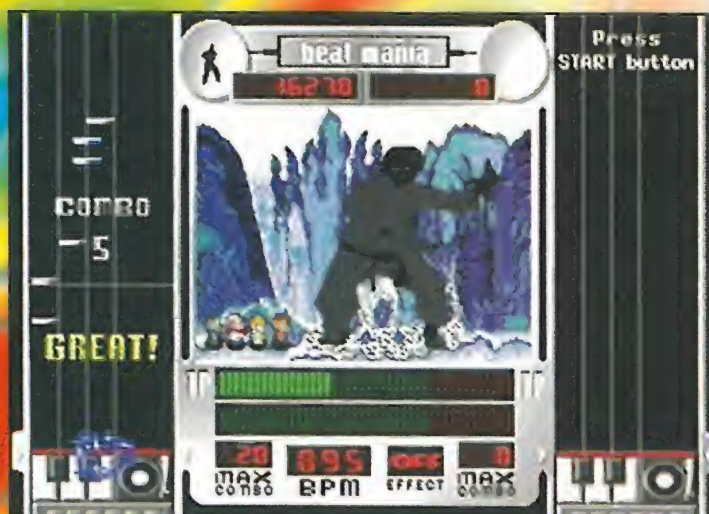 beat mania
16270 0
Press
START button
COMBO
5
GREAT!
20 895 OFF 0
MAX
COMBO
BPM
EFFECT
MAX
COMBO